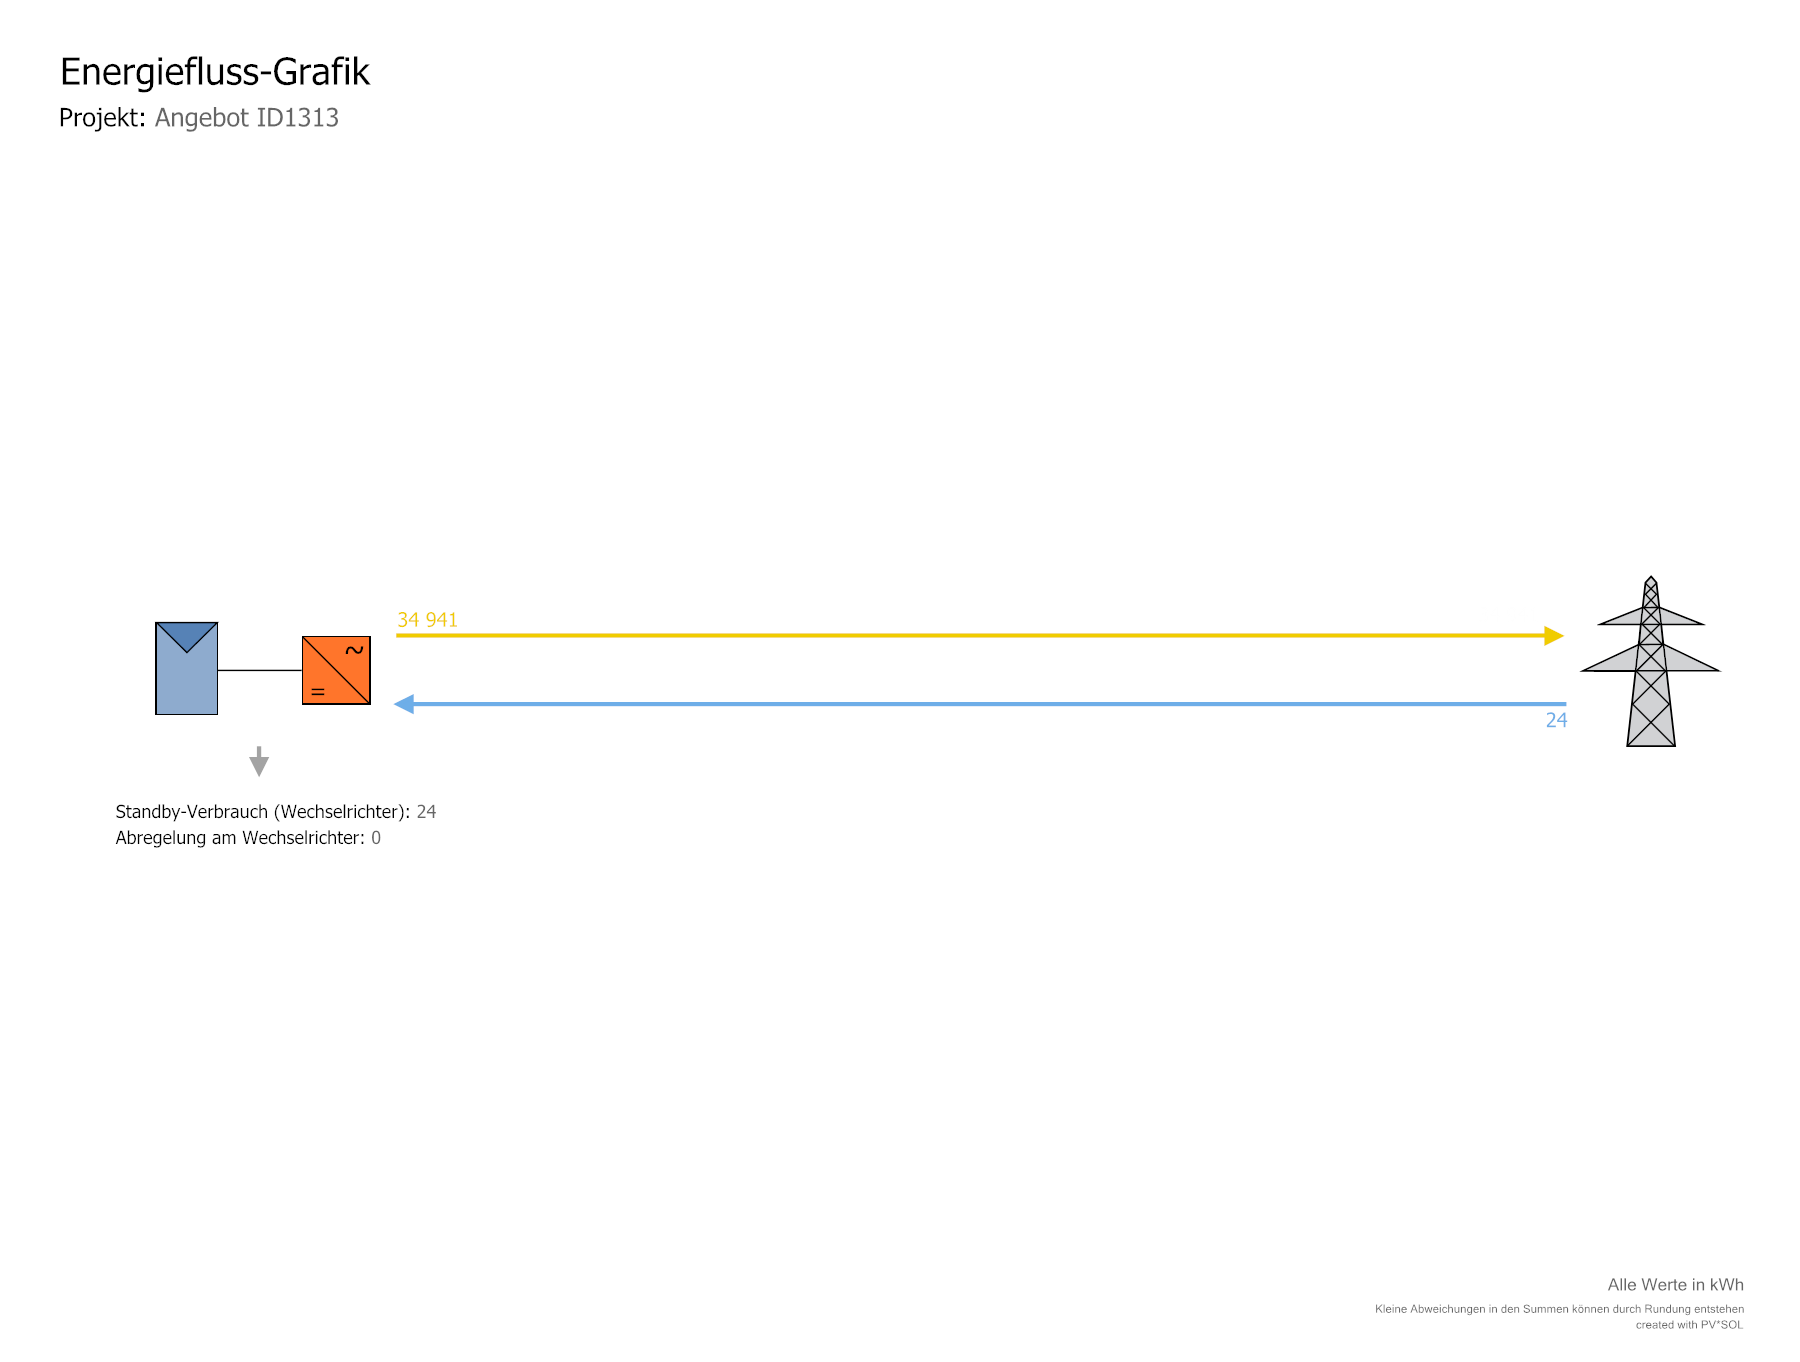 Energiefluss-Grafik
Projekt: Angebot ID1313
34 941
24
Standby-Verbrauch (Wechselrichter): 24
Abregelung am Wechselrichter: 0
Alle Werte in kWh
Kleine Abweichungen in den Summen können durch Rundung entstehen
created with PV*SOL